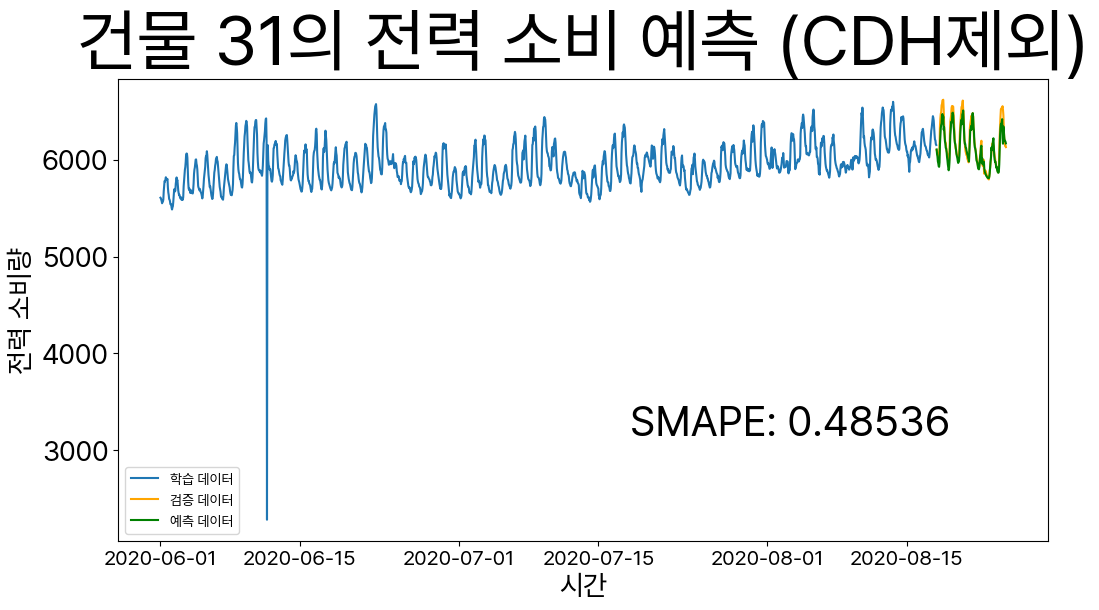 건물 31의 전력 소비 예측 (CDH제외)
전력 소비량
6000
5000
4000
3000
SMAPE: 0.48536
학습 데이터
검증 데이터
예측 데이터
2020-06-01 2020-06-15 2020-07-01 2020-07-15 2020-08-01 2020-08-15
시간